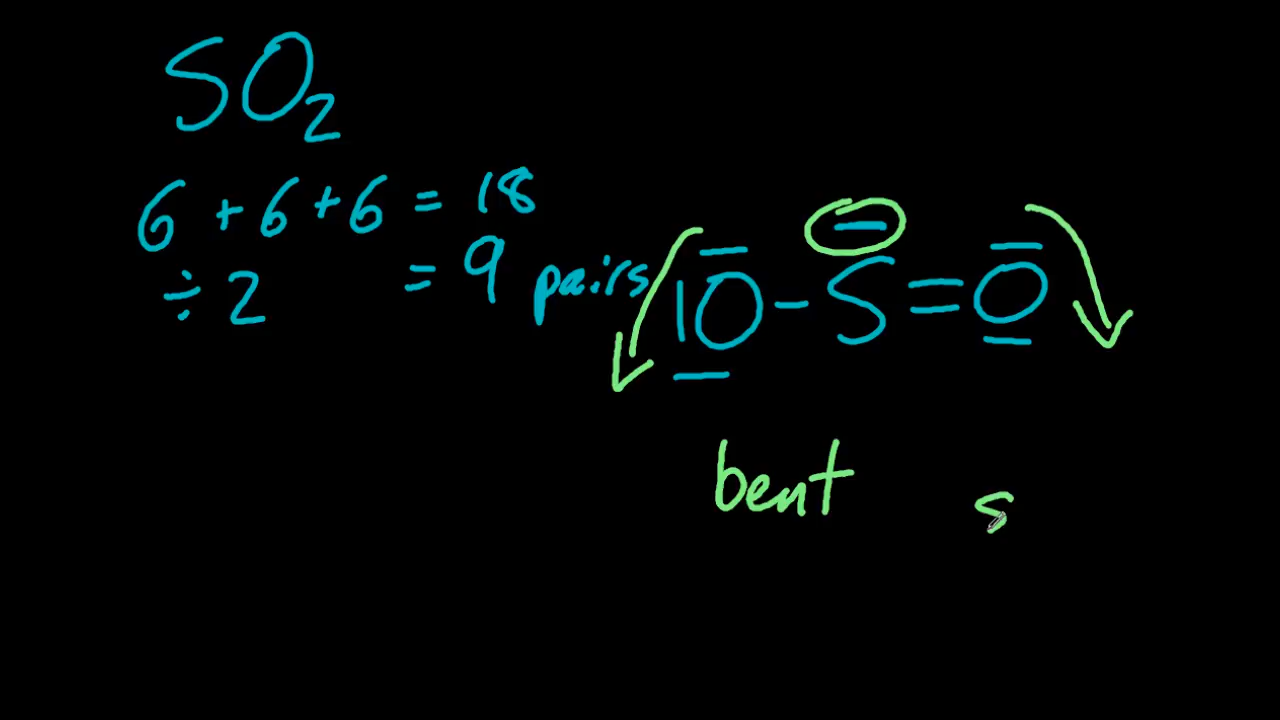 SO₂
6 + 6 + 6 = 18
÷ 2 = 9 pairs
|O - S = O
bent s